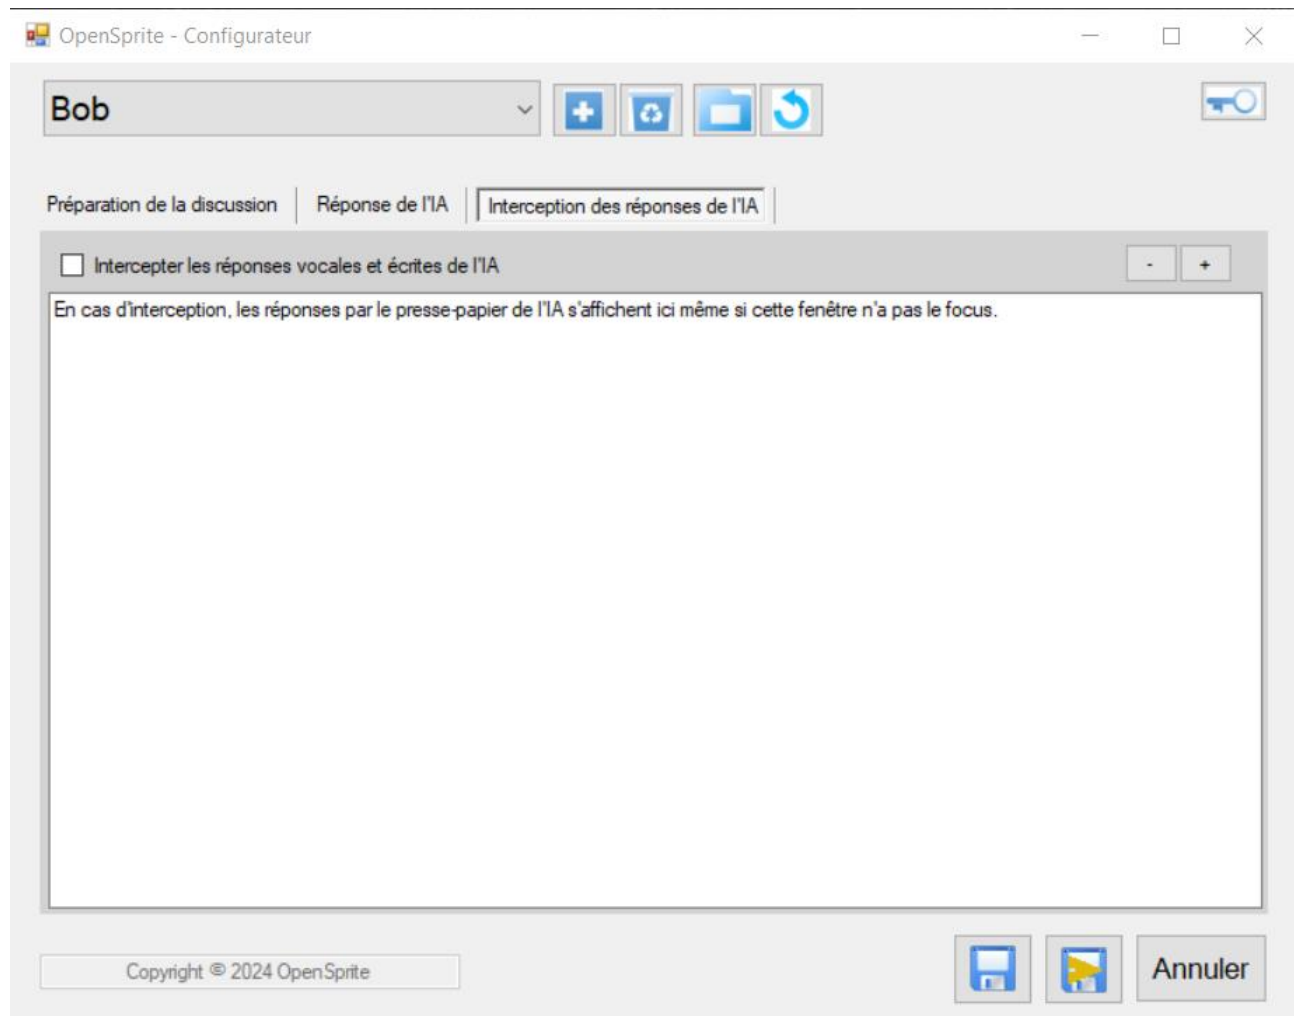 OpenSprite - Configurateur
Bob
Préparation de la discussion
Réponse de l'IA
Interception des réponses de l'IA
Intercepter les réponses vocales et écrites de l'IA
- +
En cas d'interception, les réponses par le presse-papier de l'IA s'affichent ici même si cette fenêtre n'a pas le focus.
Copyright © 2024 OpenSprite
Annuler